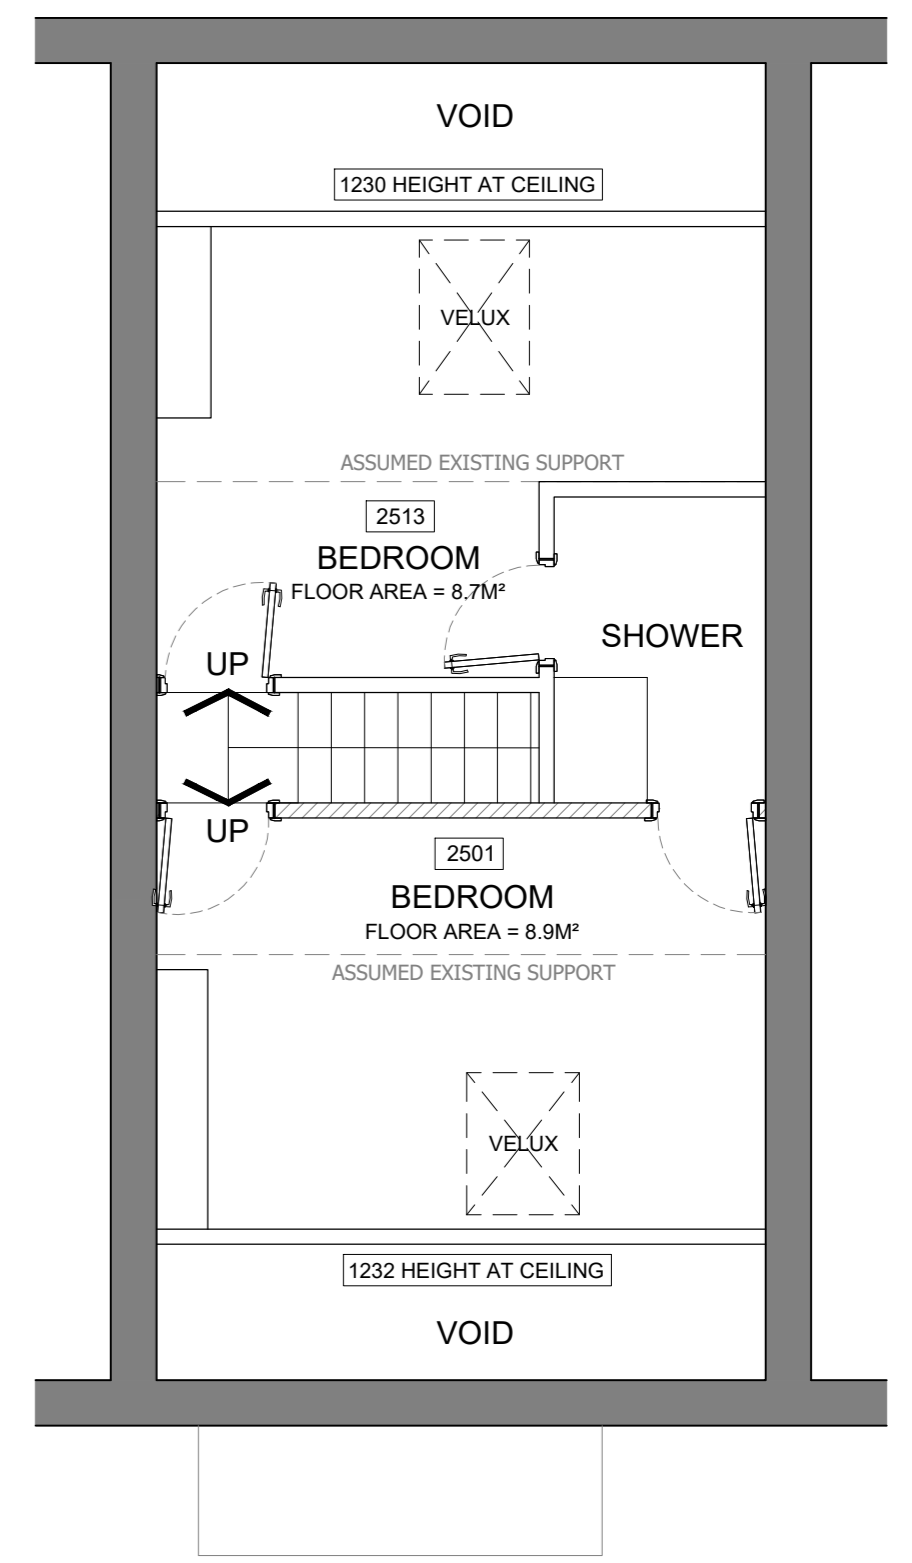 VOID
1230 HEIGHT AT CEILING
VELUX
ASSUMED EXISTING SUPPORT
2513
BEDROOM
FLOOR AREA = 8.7M²
SHOWER
UP
UP
2501
BEDROOM
FLOOR AREA = 8.9M²
ASSUMED EXISTING SUPPORT
VELUX
1232 HEIGHT AT CEILING
VOID